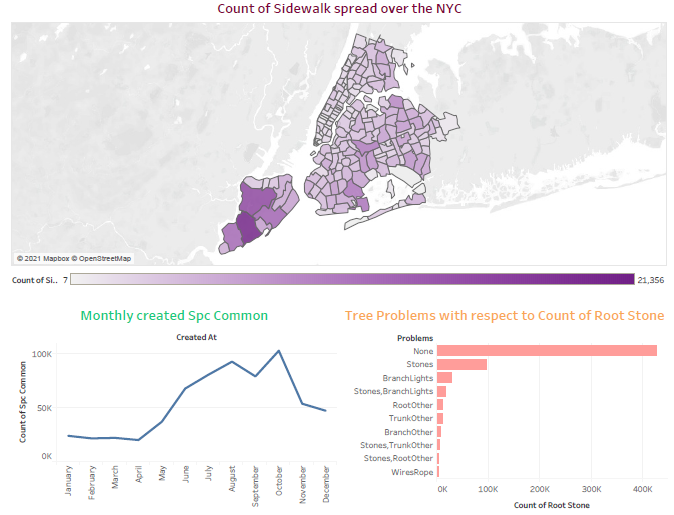 Count of Sidewalk spread over the NYC
© 2021 Mapbox © OpenStreetMap
Count of Si.. 7 21,356
Monthly created Spc Common
Created At
Count of Spc Common
100K
50K
0K
January February March April May June July August September October November December
Tree Problems with respect to Count of Root Stone
Problems
None
Stones
BranchLights
Stones,BranchLights
RootOther
TrunkOther
BranchOther
Stones,TrunkOther
Stones,RootOther
WiresRope
0K 100K 200K 300K 400K
Count of Root Stone